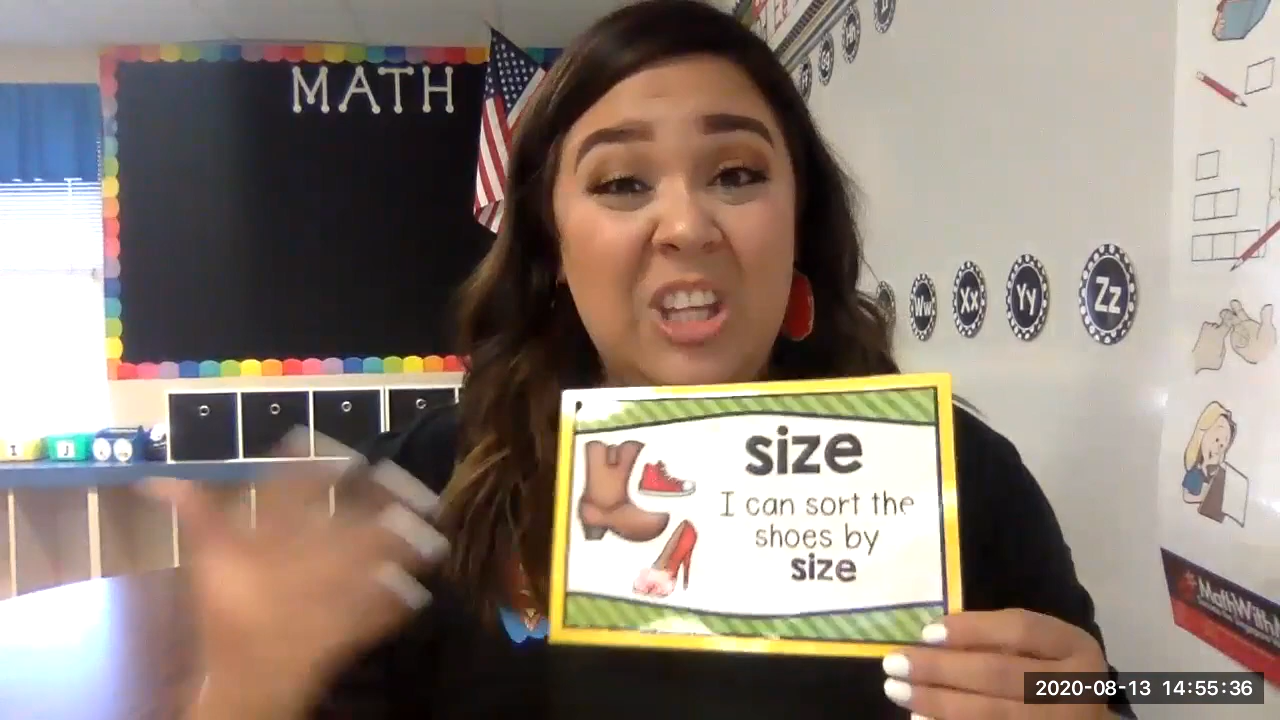 MATH
Ww
Xx
Yy
Zz
I
J
size
I can sort the
shoes by
size
2020-08-13 14:55:36